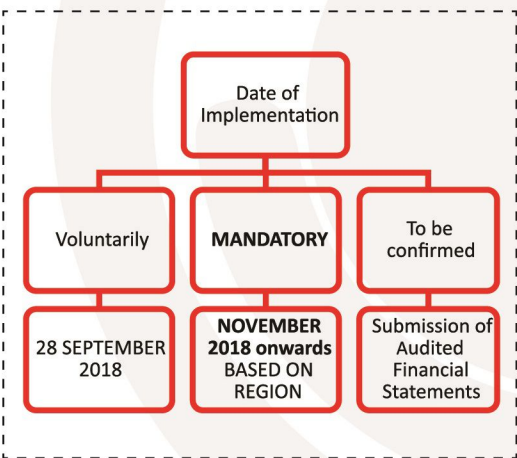 Date of
Implementation
Voluntarily
MANDATORY
To be
confirmed
28 SEPTEMBER
2018
NOVEMBER
2018 onwards
BASED ON
REGION
Submission of
Audited
Financial
Statements